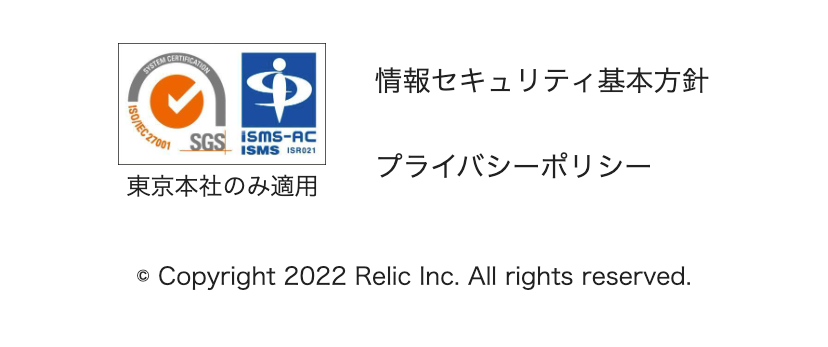 SYSTEM CERTIFICATION
ISO/IEC 27001
SGS
ISMS-AC
ISMS ISR021
東京本社のみ適用
情報セキュリティ基本方針
プライバシーポリシー
© Copyright 2022 Relic Inc. All rights reserved.